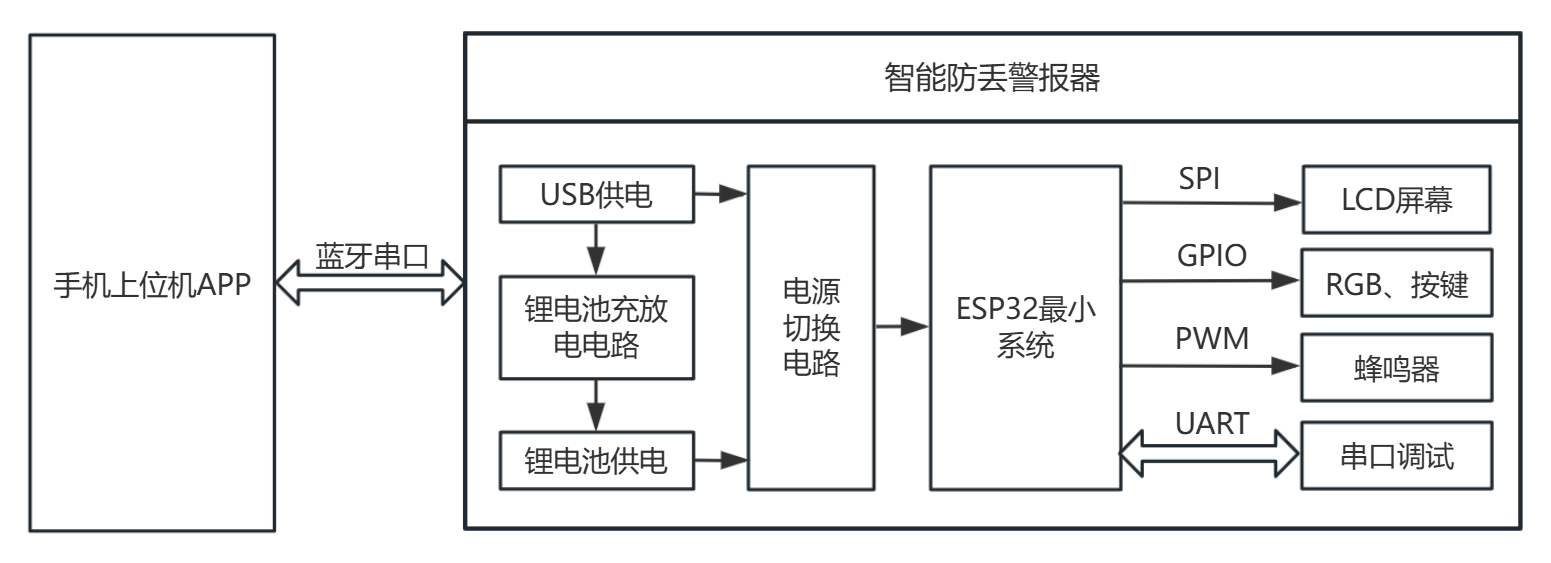 智能防丢警报器
手机上位机APP
蓝牙串口
USB供电
锂电池充放
电电路
锂电池供电
电源
切换
电路
ESP32最小
系统
SPI
LCD屏幕
GPIO
RGB、按键
PWM
蜂鸣器
UART
串口调试